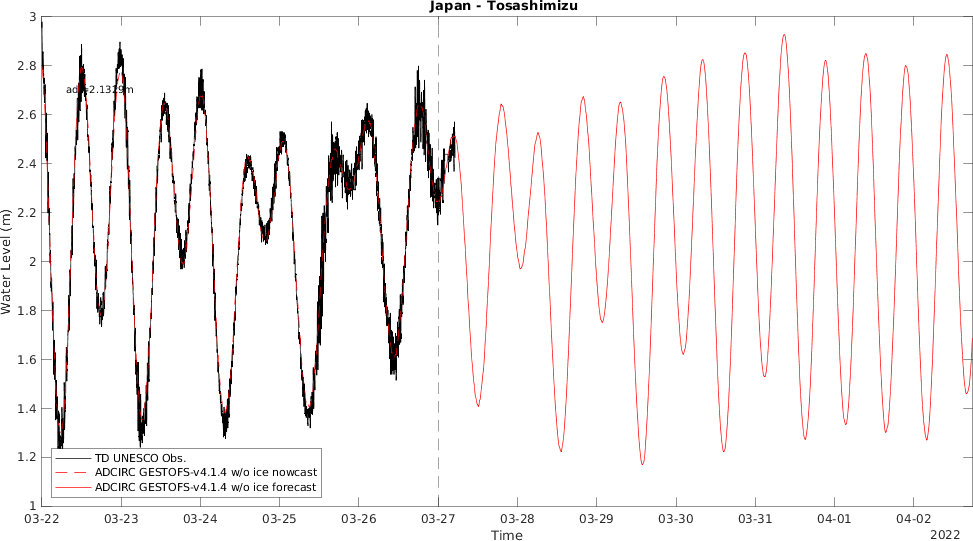 Japan - Tosashimizu
Water Level (m)
3
2.8
2.6
2.4
2.2
2
1.8
1.6
1.4
1.2
1
TD UNESCO Obs.
ADCIRC GESTOFS-v4.1.4 w/o ice nowcast
ADCIRC GESTOFS-v4.1.4 w/o ice forecast
03-22 03-23 03-24 03-25 03-26 03-27 03-28 03-29 03-30 03-31 04-01 04-02
Time
2022